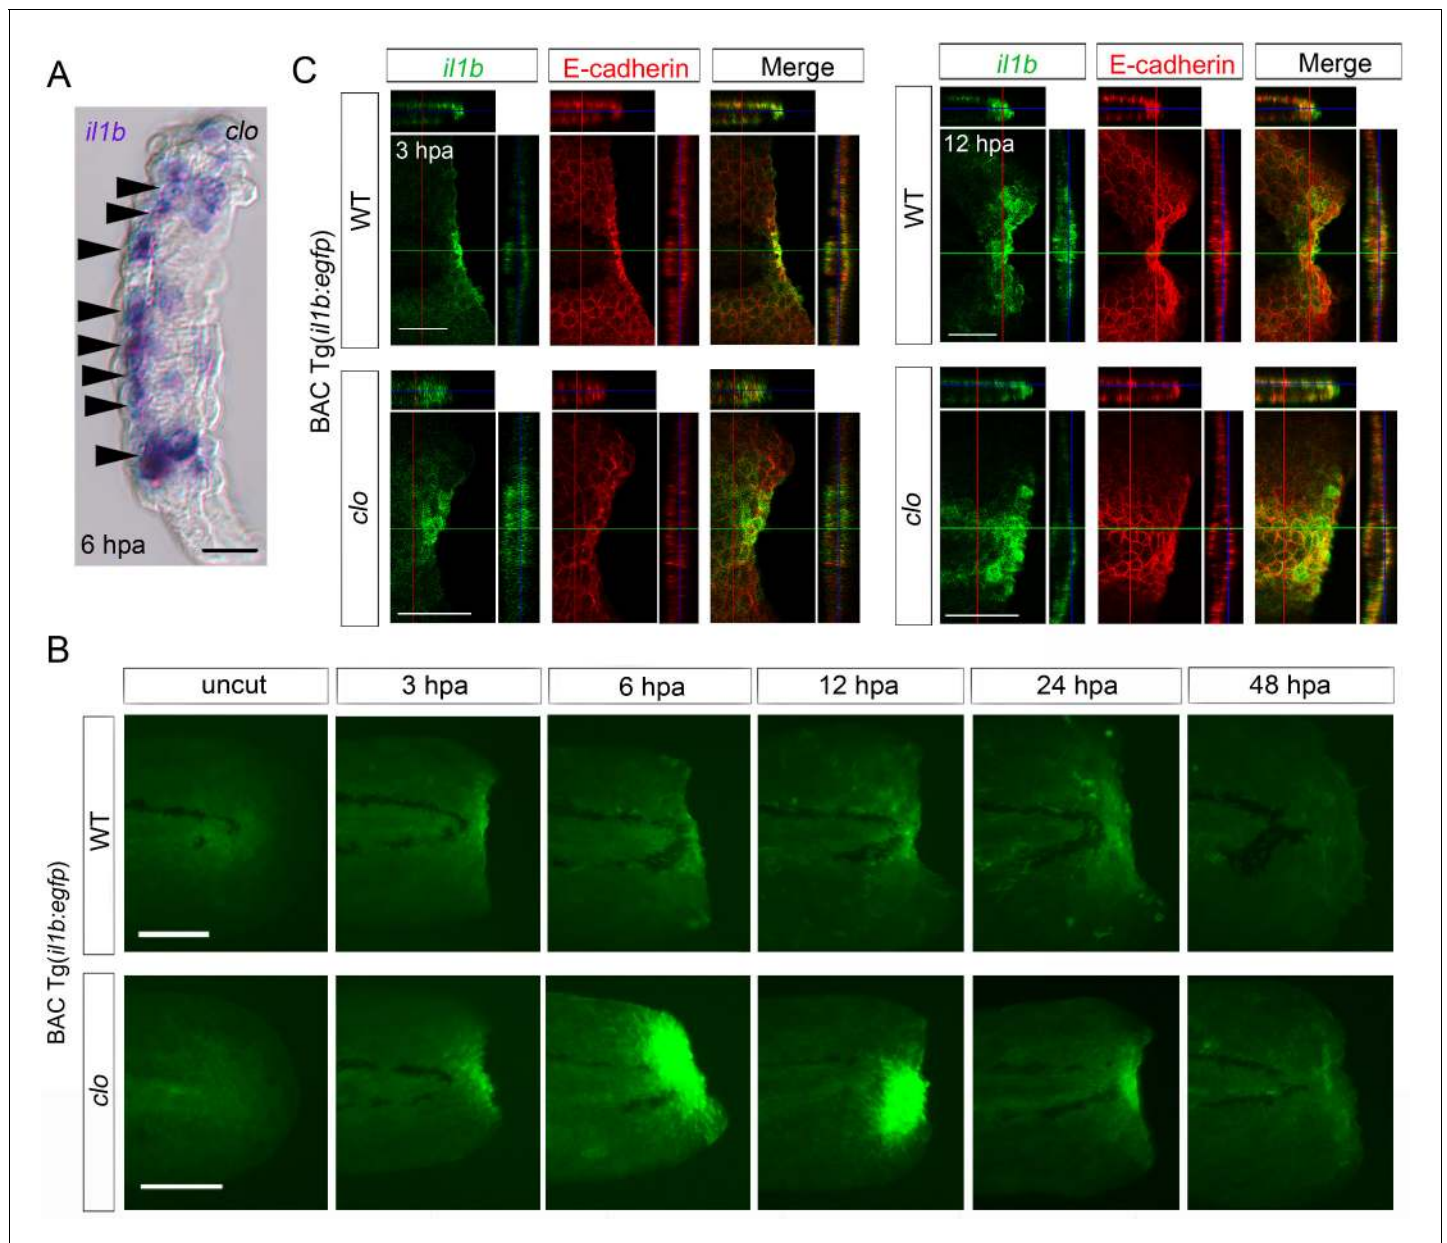 A
il1b
clo
6 hpa
C
il1b
E-cadherin
Merge
il1b
E-cadherin
Merge
BAC Tg(il1b:egfp)
WT
3 hpa
WT
12 hpa
clo
clo
B
uncut
3 hpa
6 hpa
12 hpa
24 hpa
48 hpa
BAC Tg(il1b:egfp)
WT
clo